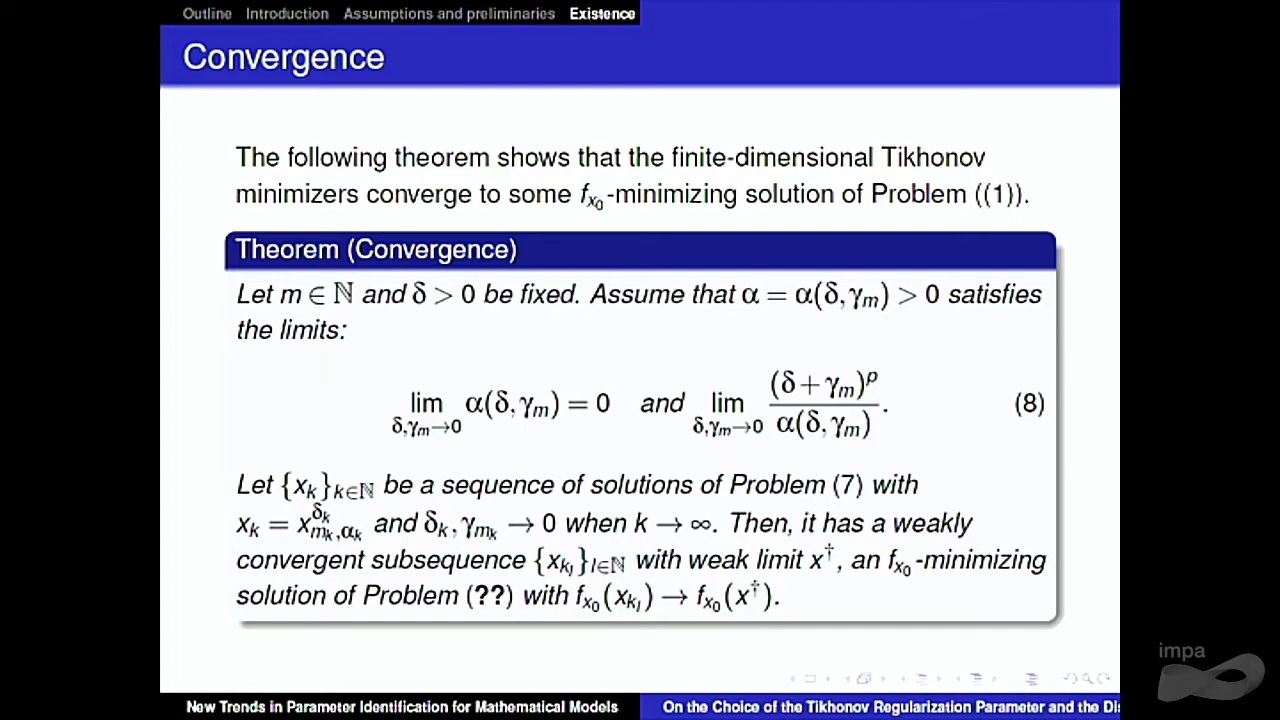 Outline Introduction Assumptions and preliminaries Existence
Convergence
The following theorem shows that the finite-dimensional Tikhonov
minimizers converge to some f_{x_0}-minimizing solution of Problem ((1)).
Theorem (Convergence)
Let m ∈ ℕ and δ > 0 be fixed. Assume that α = α(δ, γ_m) > 0 satisfies
the limits:
lim_{δ,γ_m→0} α(δ, γ_m) = 0 and lim_{δ,γ_m→0} (δ + γ_m)^p / α(δ, γ_m). (8)
Let {x_k}_{k∈ℕ} be a sequence of solutions of Problem (7) with
x_k = x^{δ_k}_{m_k,α_k} and δ_k, γ_{m_k} → 0 when k → ∞. Then, it has a weakly
convergent subsequence {x_{k_l}}_{l∈ℕ} with weak limit x^†, an f_{x_0}-minimizing
solution of Problem (??) with f_{x_0}(x_{k_l}) → f_{x_0}(x^†).
impa
New Trends in Parameter Identification for Mathematical Models On the Choice of the Tikhonov Regularization Parameter and the Dis